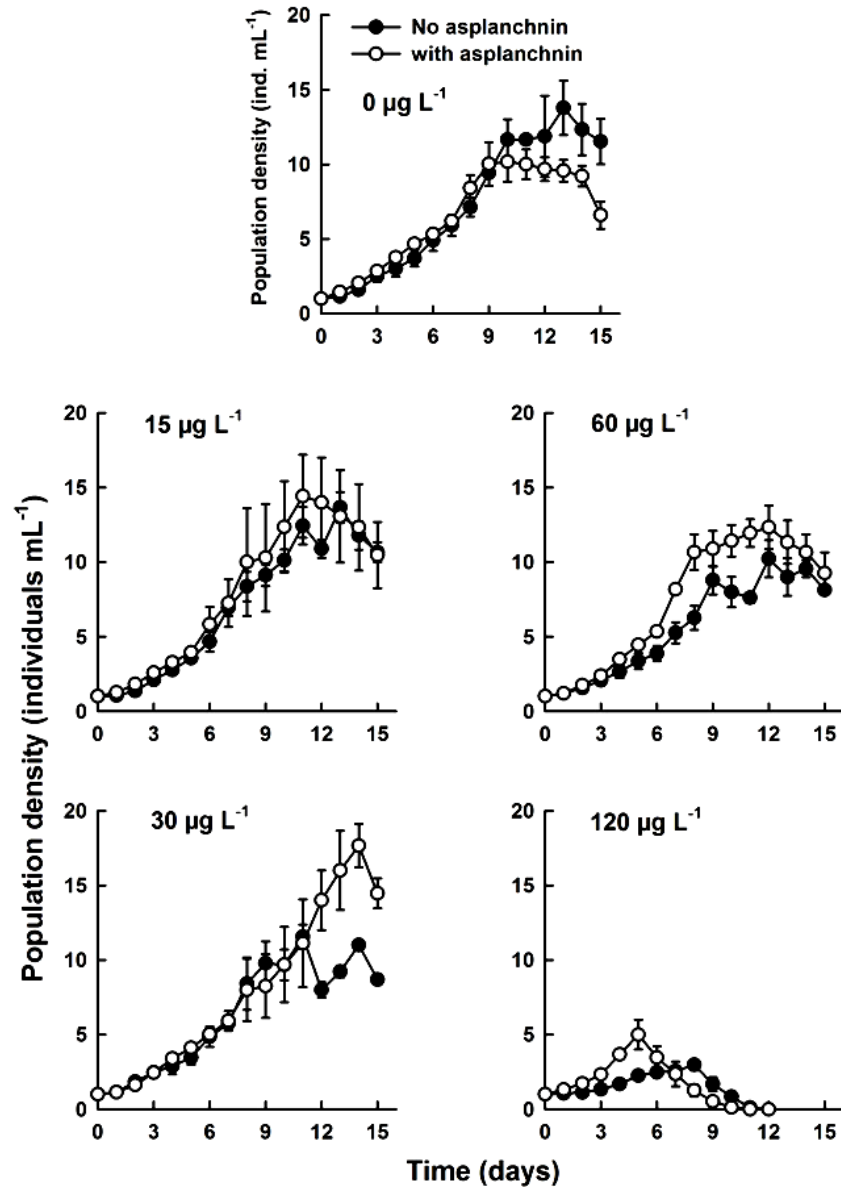 No asplanchnin
with asplanchnin
0 µg L⁻¹
Population density (ind. mL⁻¹)
20
15
10
5
0
0 3 6 9 12 15
Population density (individuals mL⁻¹)
15 µg L⁻¹
20
15
10
5
0
0 3 6 9 12 15
60 µg L⁻¹
20
15
10
5
0
0 3 6 9 12 15
30 µg L⁻¹
20
15
10
5
0
0 3 6 9 12 15
120 µg L⁻¹
20
15
10
5
0
0 3 6 9 12 15
Time (days)